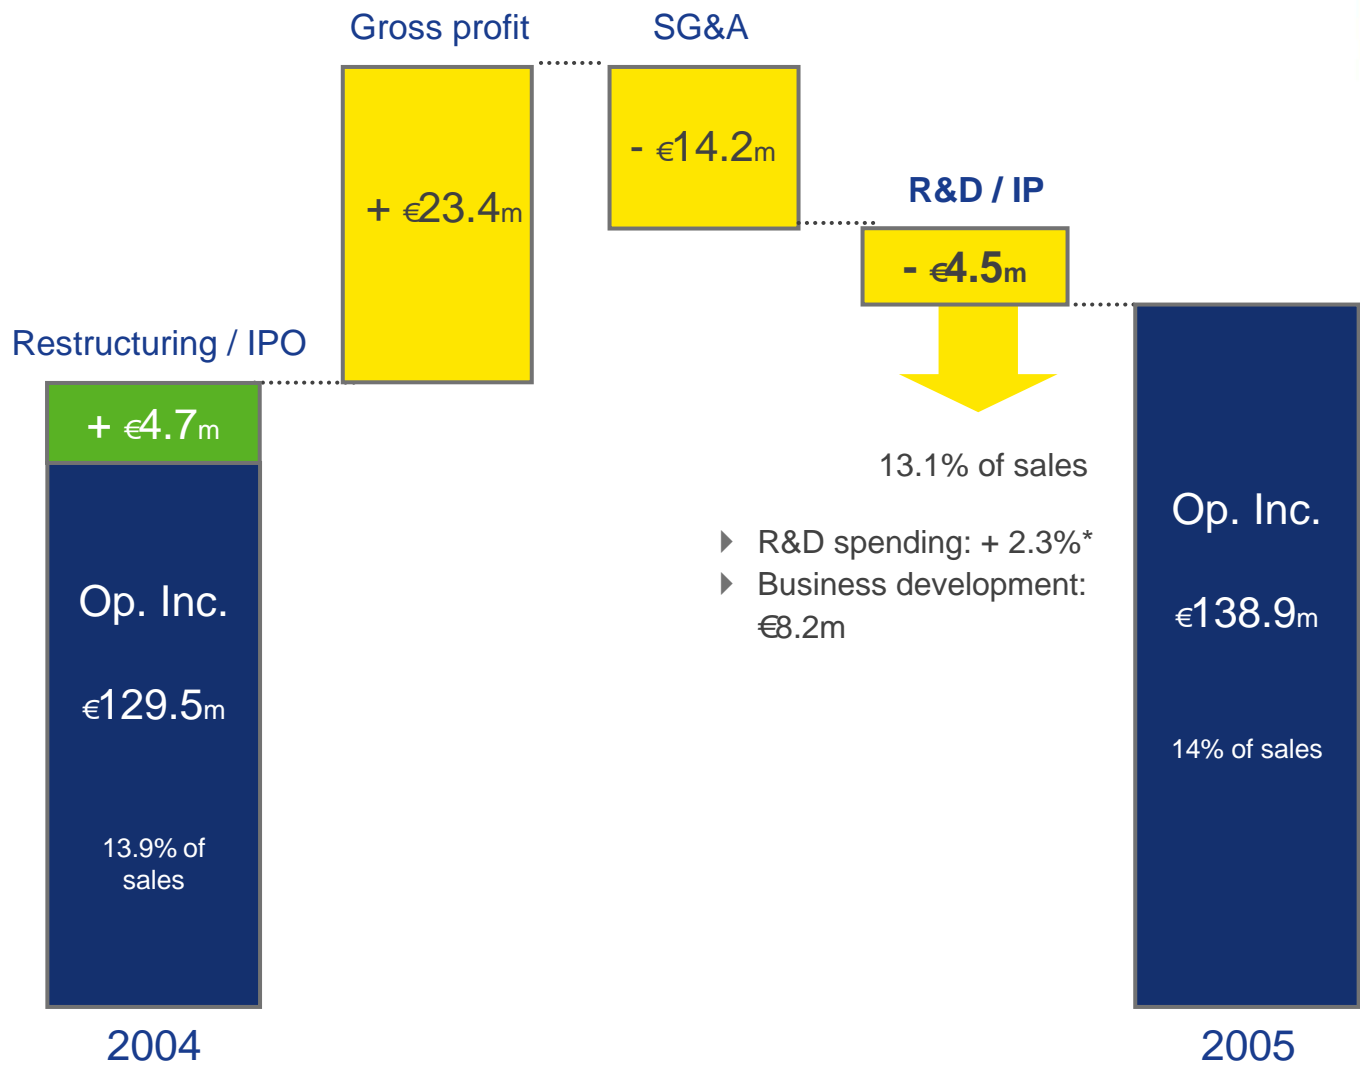 Gross profit
SG&A
- €14.2m
R&D / IP
+ €23.4m
- €4.5m
Restructuring / IPO
+ €4.7m
13.1% of sales
Op. Inc.
R&D spending: + 2.3%*
Business development:
€8.2m
Op. Inc.
€138.9m
€129.5m
14% of sales
13.9% of
sales
2004
2005